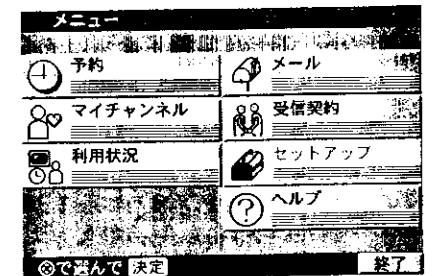 メニュー
予約
メール
マイチャンネル
受信契約
利用状況
セットアップ
ヘルプ
⊗で選んで 決定
終了